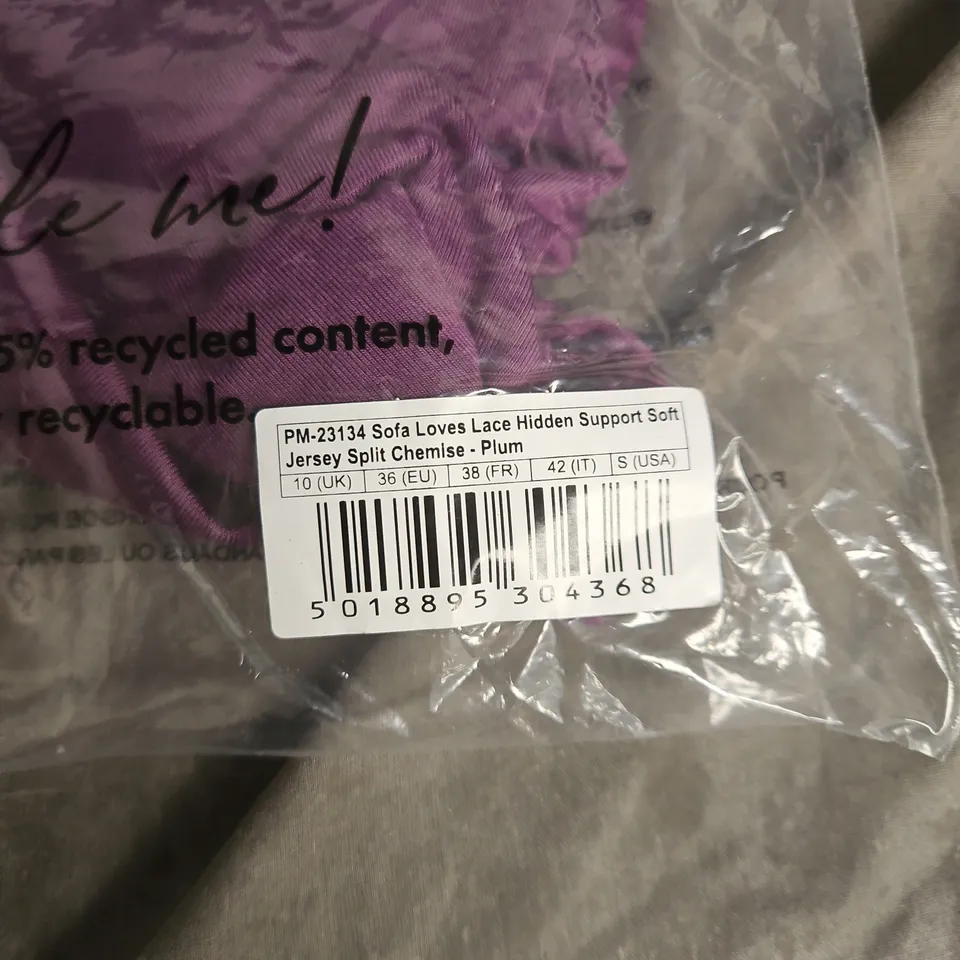 me!
5% recycled content,
recyclable.
PM-23134 Sofa Loves Lace Hidden Support Soft
Jersey Split Chemise - Plum
10 (UK) 36 (EU) 38 (FR) 42 (IT) S (USA)
5 018895 304368